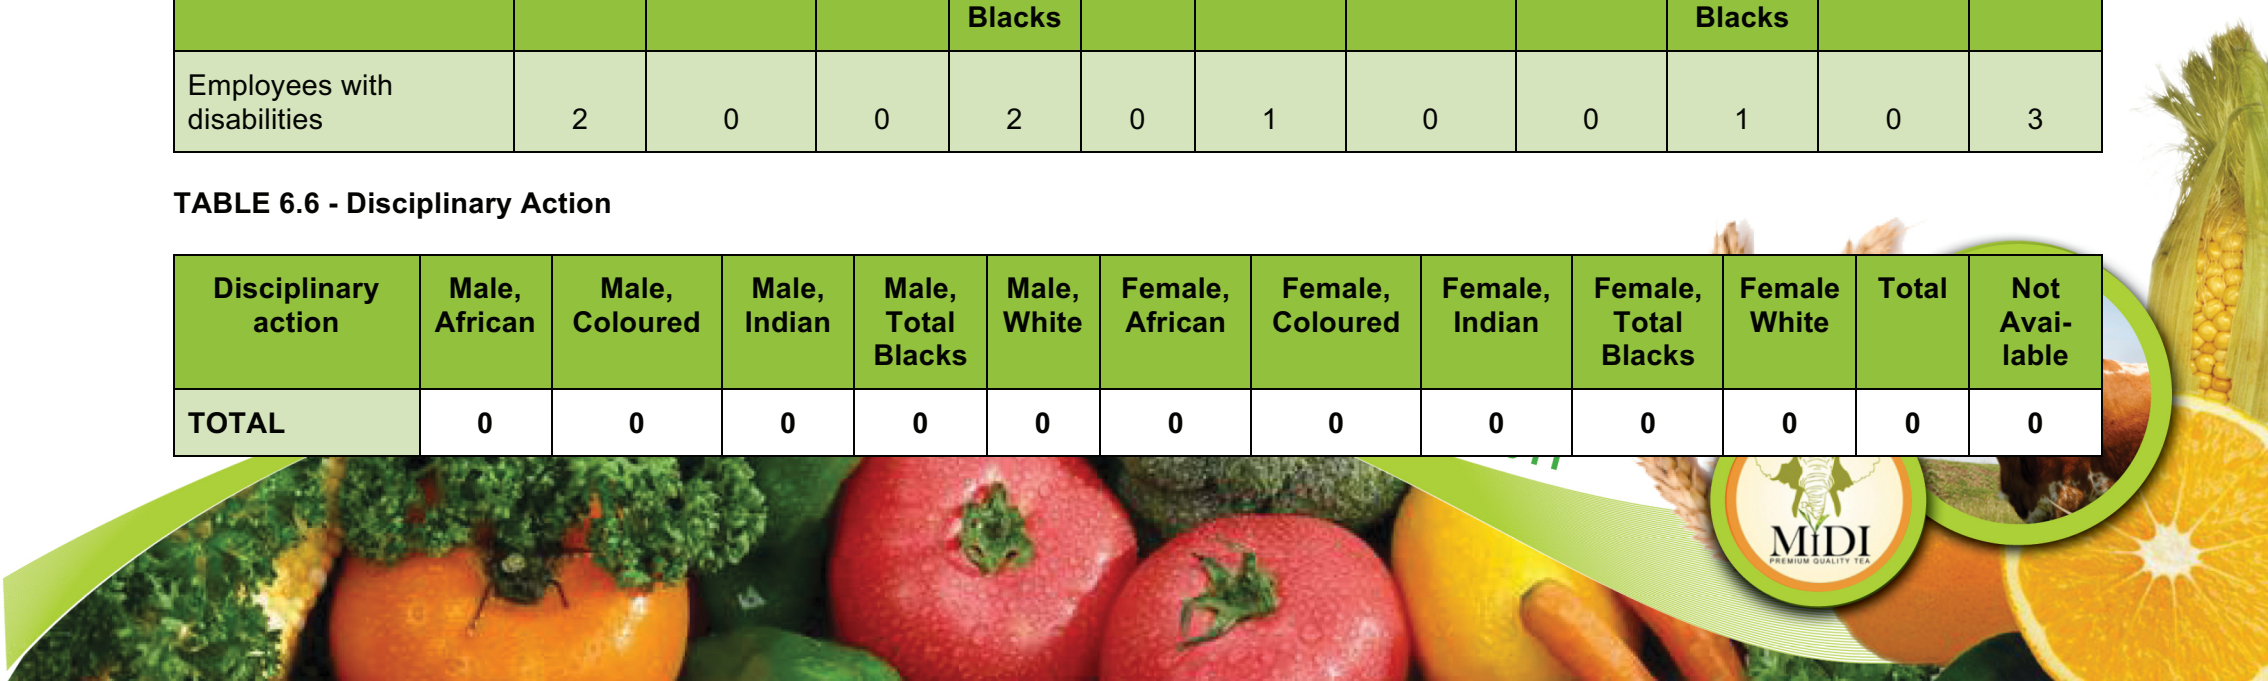 Blacks Blacks
Employees with
disabilities 2 0 0 2 0 1 0 0 1 0 3
TABLE 6.6 - Disciplinary Action
Disciplinary Male, Male, Male, Male, Male, Female, Female, Female, Female, Female Total Not
action African Coloured Indian Total White African Coloured Indian Total White Avai-
Blacks Blacks lable
TOTAL 0 0 0 0 0 0 0 0 0 0 0 0
MiDI
PREMIUM QUALITY TEA